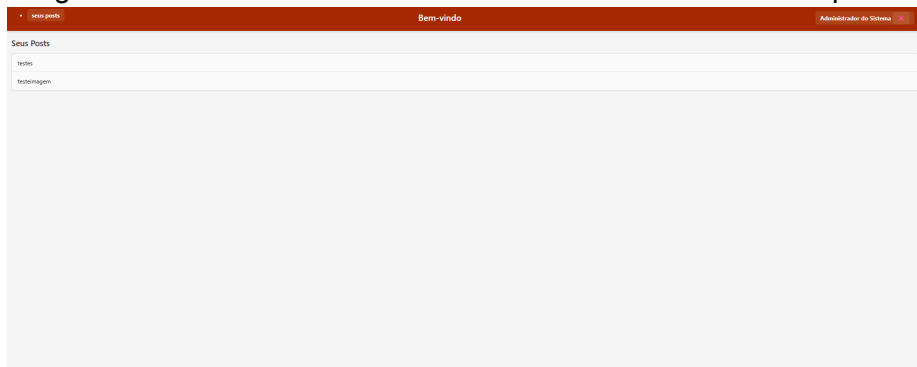 seus posts
Bem-vindo
Administrador do Sistema
Seus Posts
testes
testeimagem